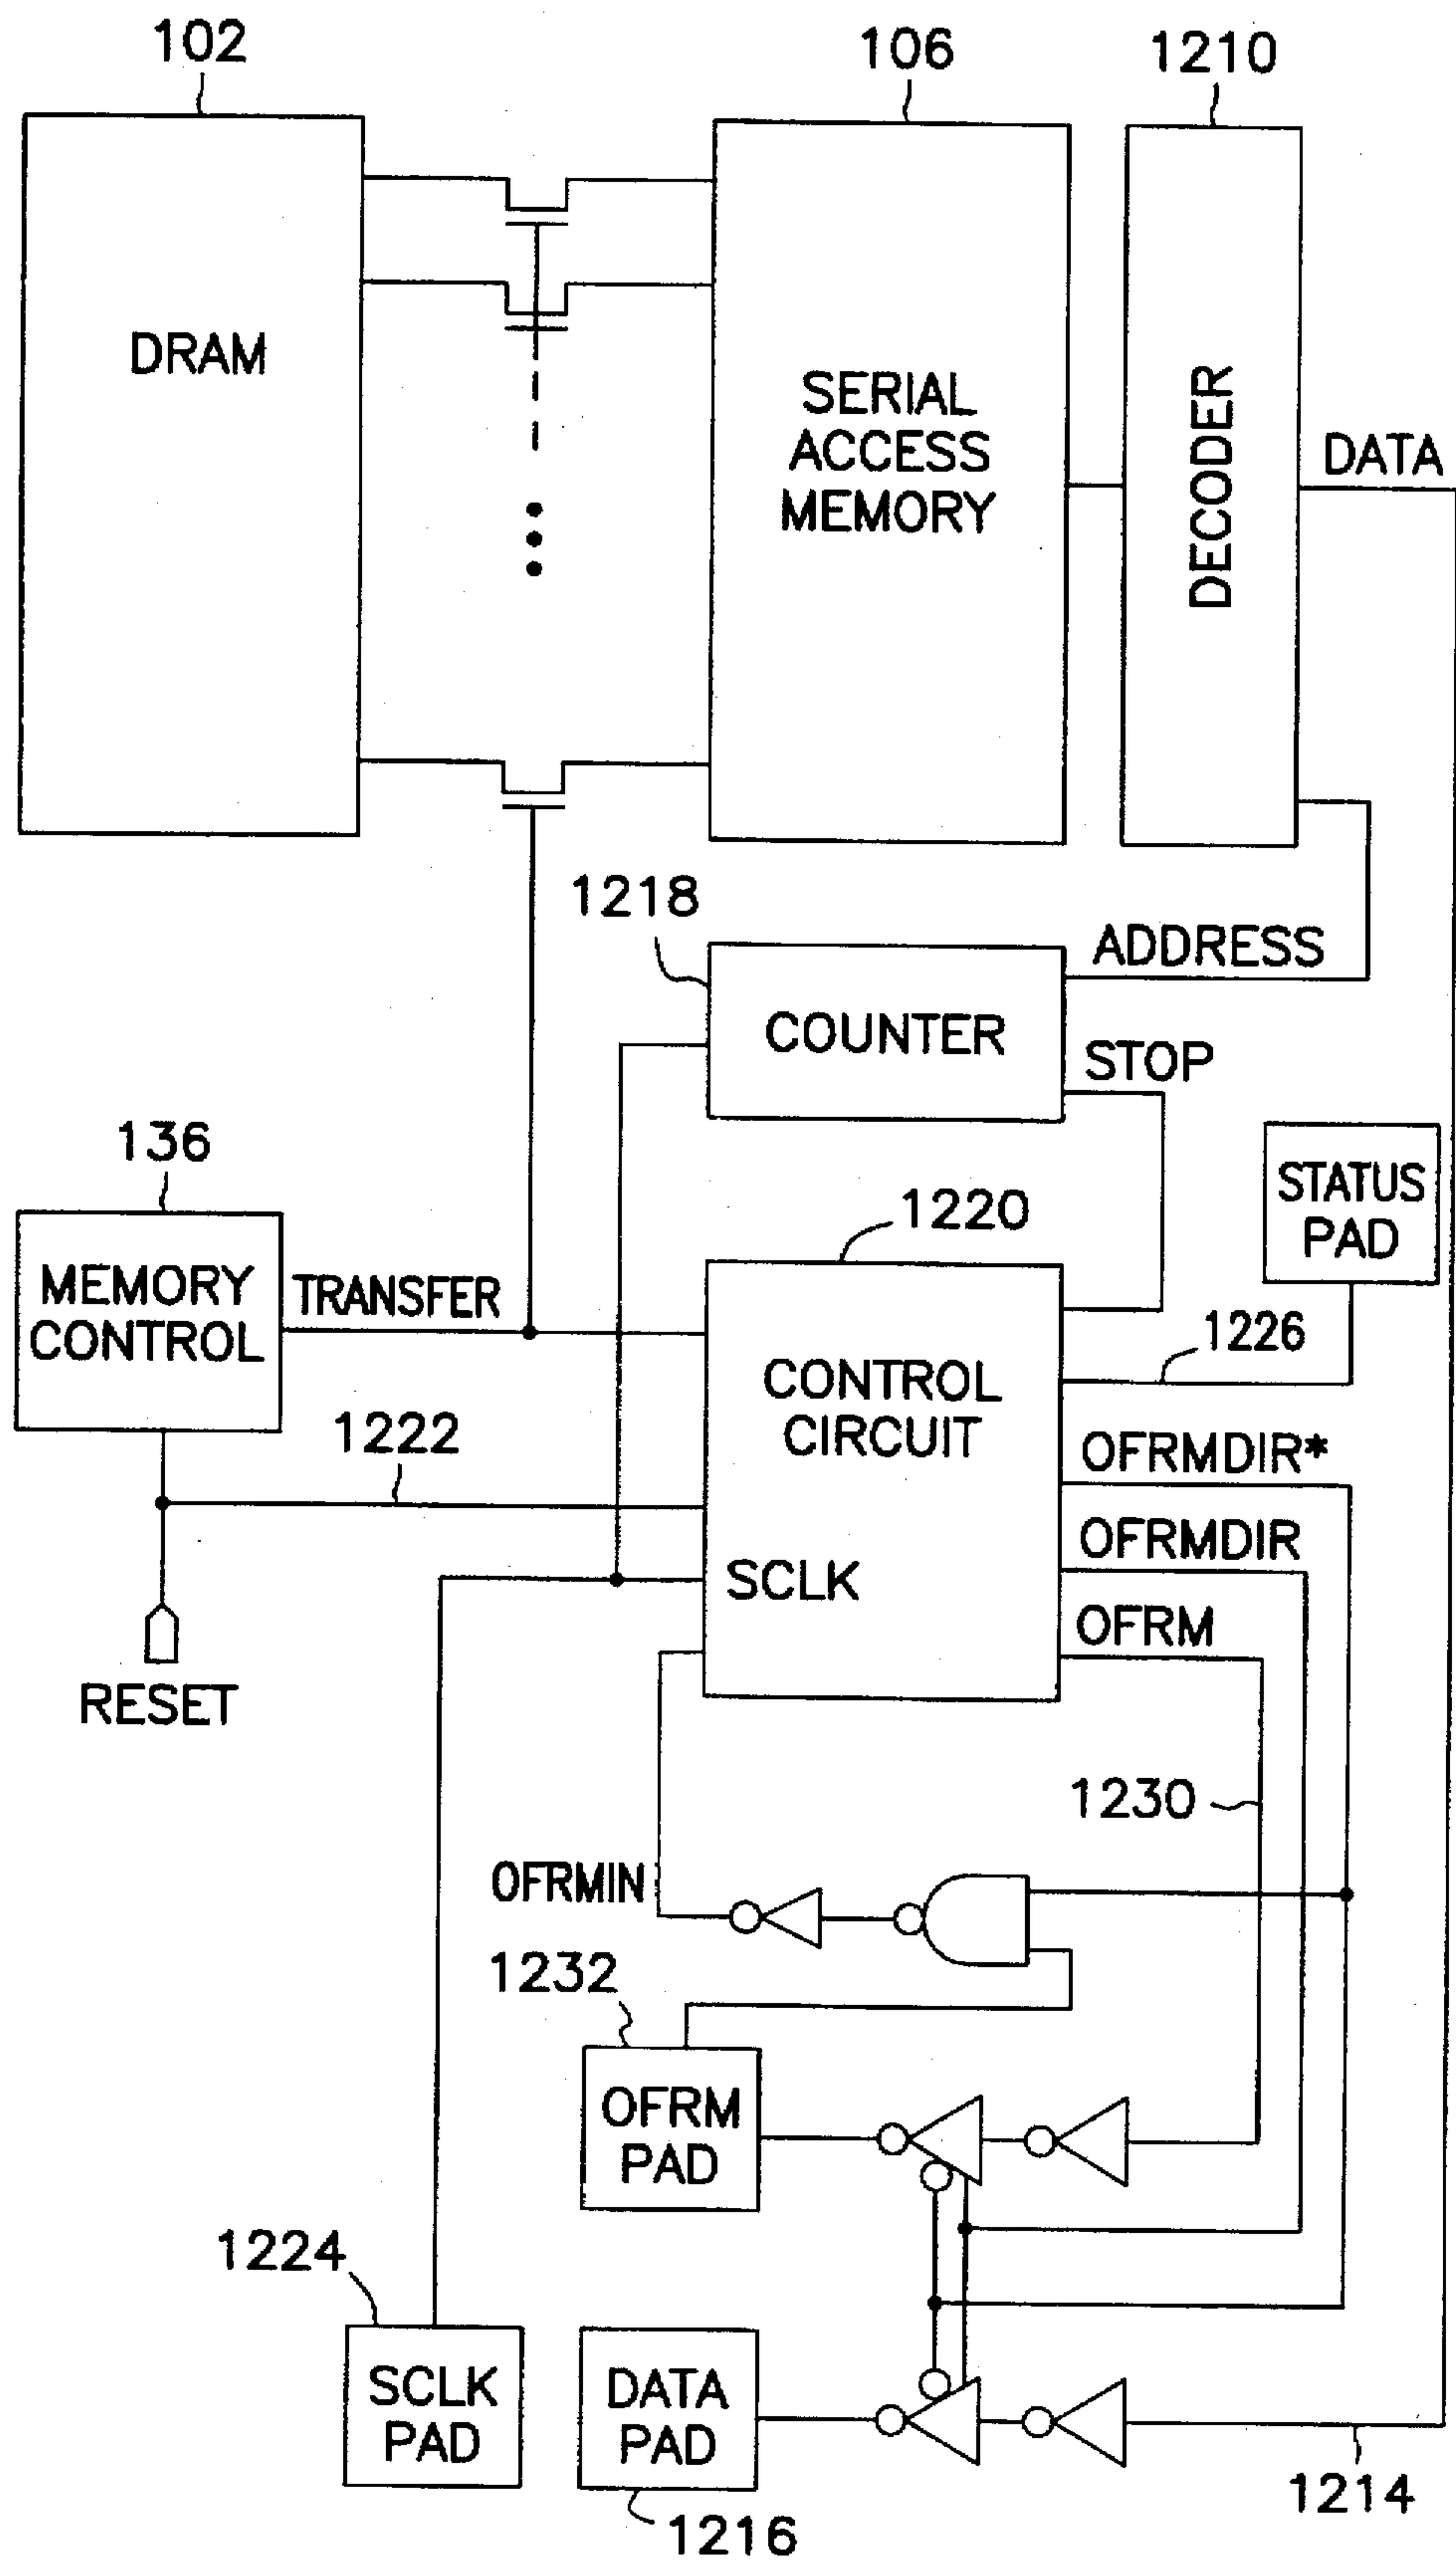 102
106
1210
DRAM
SERIAL
ACCESS
MEMORY
DECODER
DATA
1218
ADDRESS
COUNTER
STOP
136
STATUS
PAD
1220
MEMORY
CONTROL
TRANSFER
1226
CONTROL
CIRCUIT
1222
OFRMDIR*
OFRMDIR
SCLK
OFRM
RESET
1230
OFRMIN
1232
OFRM
PAD
1224
SCLK
PAD
DATA
PAD
1214
1216